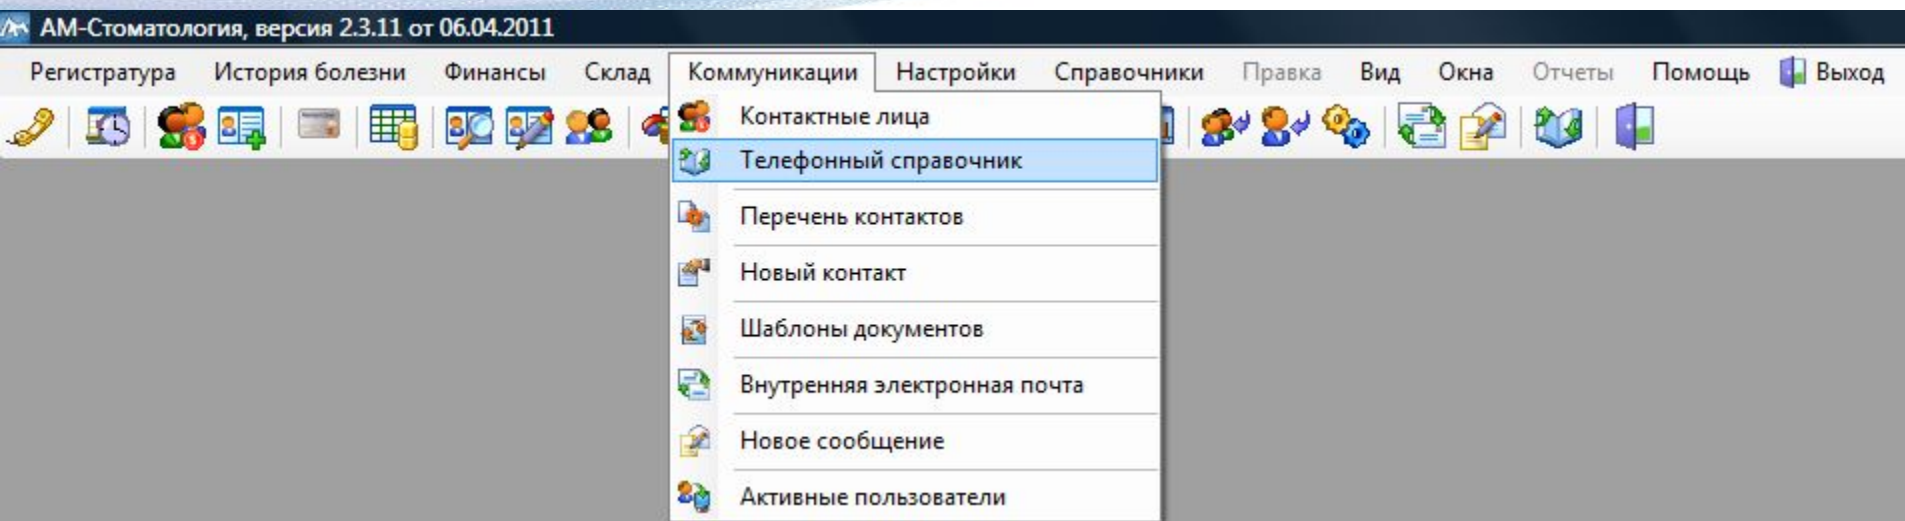 АМ-Стоматология, версия 2.3.11 от 06.04.2011
Регистратура История болезни Финансы Склад Коммуникации Настройки Справочники Правка Вид Окна Отчеты Помощь Выход
Контактные лица
Телефонный справочник
Перечень контактов
Новый контакт
Шаблоны документов
Внутренняя электронная почта
Новое сообщение
Активные пользователи